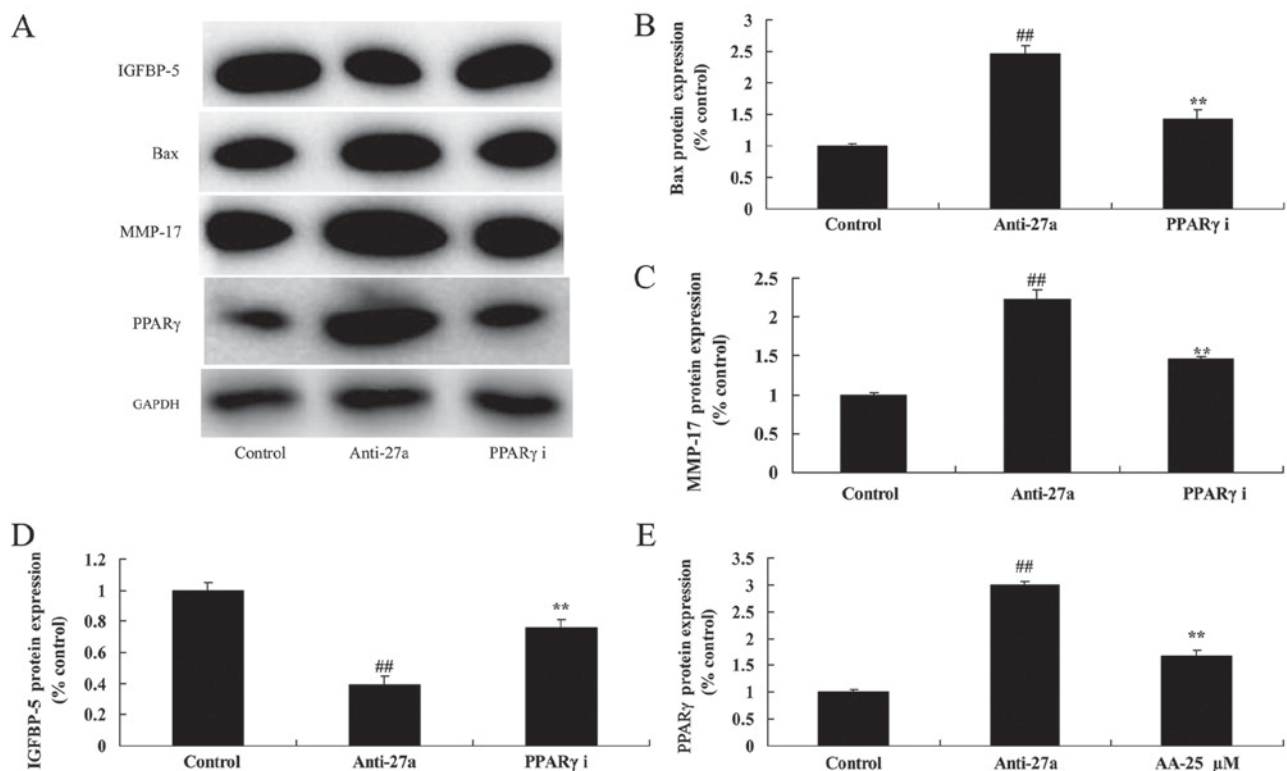 A
IGFBP-5
Bax
MMP-17
PPARγ
GAPDH
Control Anti-27a PPARγ i
B
Bax protein expression
(% control)
3
2.5
2
1.5
1
0.5
0
##
**
Control Anti-27a PPARγ i
C
MMP-17 protein expression
(% control)
2.5
2
1.5
1
0.5
0
##
**
Control Anti-27a PPARγ i
D
IGFBP-5 protein expression
(% control)
1.2
1
0.8
0.6
0.4
0.2
0
##
**
Control Anti-27a PPARγ i
E
PPARγ protein expression
(% control)
3.5
3
2.5
2
1.5
1
0.5
0
##
**
Control Anti-27a AA-25 μM